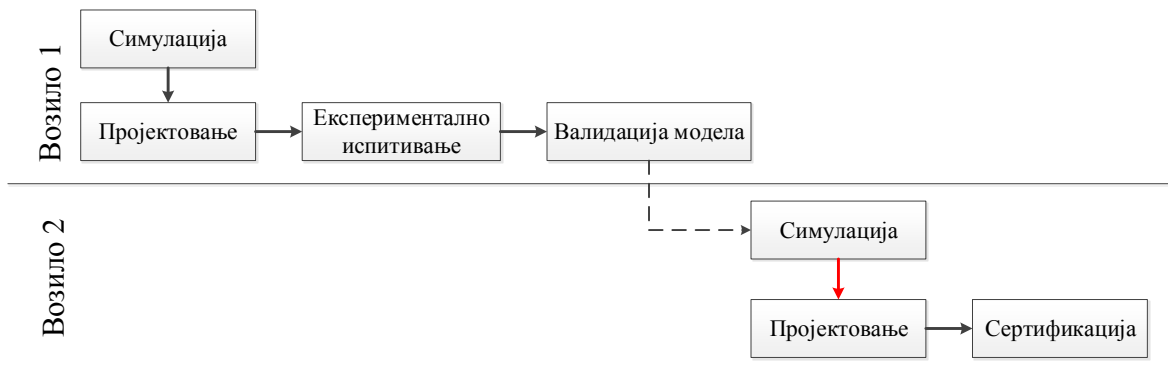 Возило 1
Симулација
Пројектовање
Експериментално
испитивање
Валидација модела
Возило 2
Симулација
Пројектовање
Сертификација